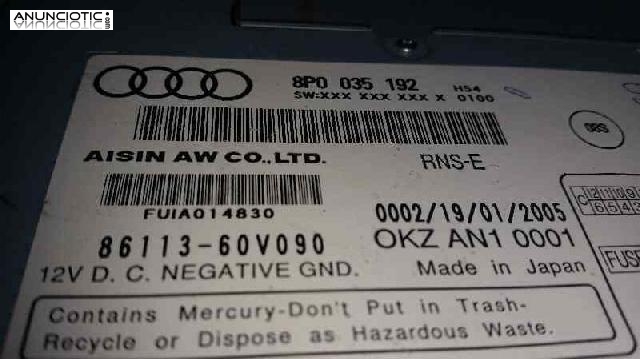 ANUNCIOTIC.com
8P0 035 192 HS4
SW:XXX XXX XXX X 0100
AISIN AW CO.,LTD. RNS-E
FUIA014830
0002/19/01/2005
86113-60V090 OKZ AN1 0001
12V D. C. NEGATIVE GND. Made in Japan
Contains Mercury-Don't Put in Trash-
Recycle or Dispose as Hazardous Waste.